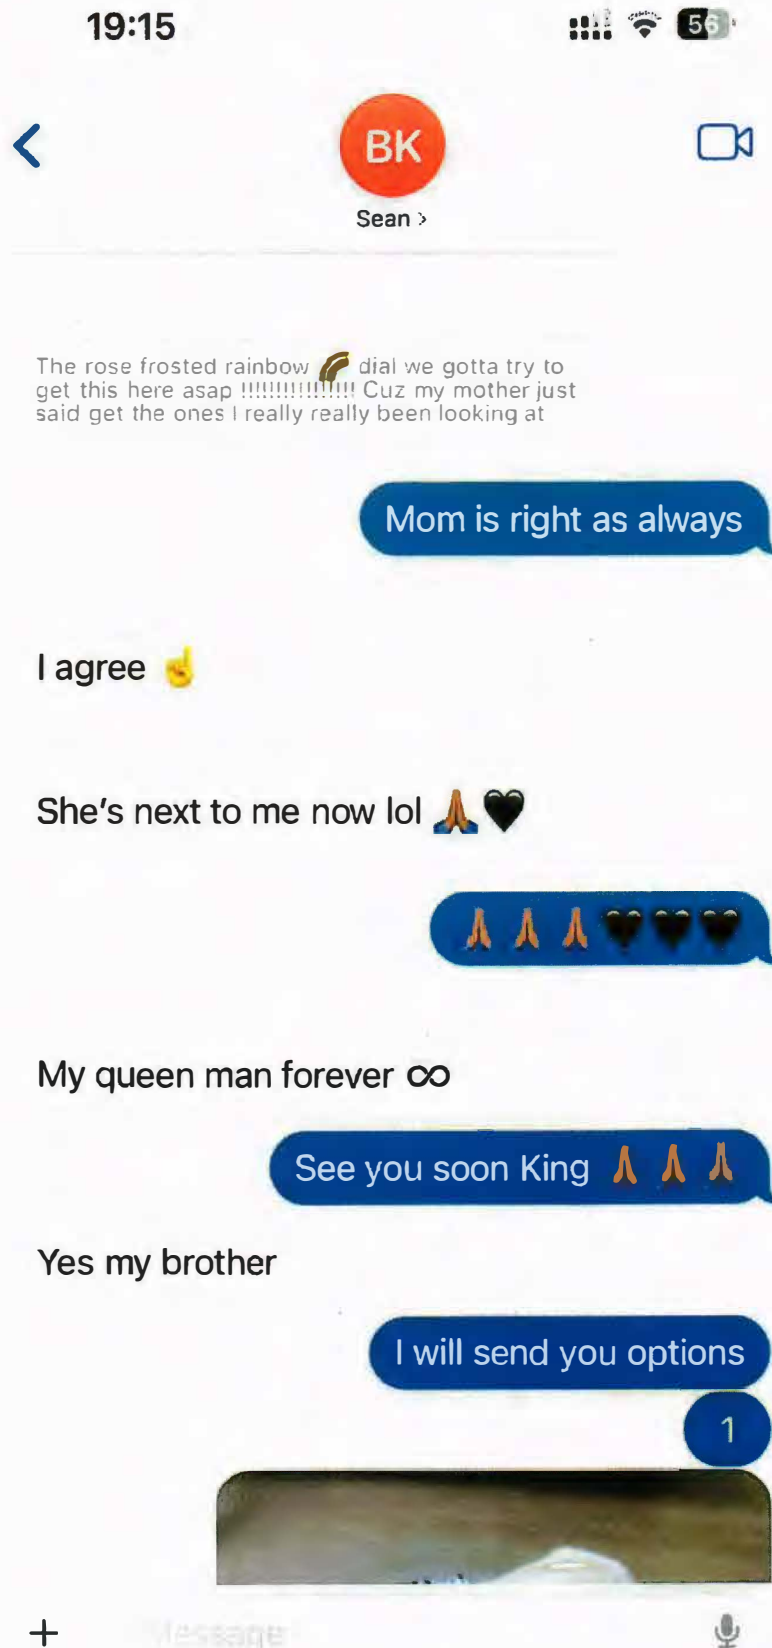 19:15
56
BK
Sean >
The rose frosted rainbow 🌈 dial we gotta try to
get this here asap !!!!!!!!!!!!!!!!! Cuz my mother just
said get the ones I really really been looking at
Mom is right as always
I agree ☝️
She's next to me now lol 🙏🏾🖤
🙏🏾🙏🏾🙏🏾🖤🖤🖤
My queen man forever ∞
See you soon King 🙏🏾🙏🏾🙏🏾
Yes my brother
I will send you options
1
+ Message